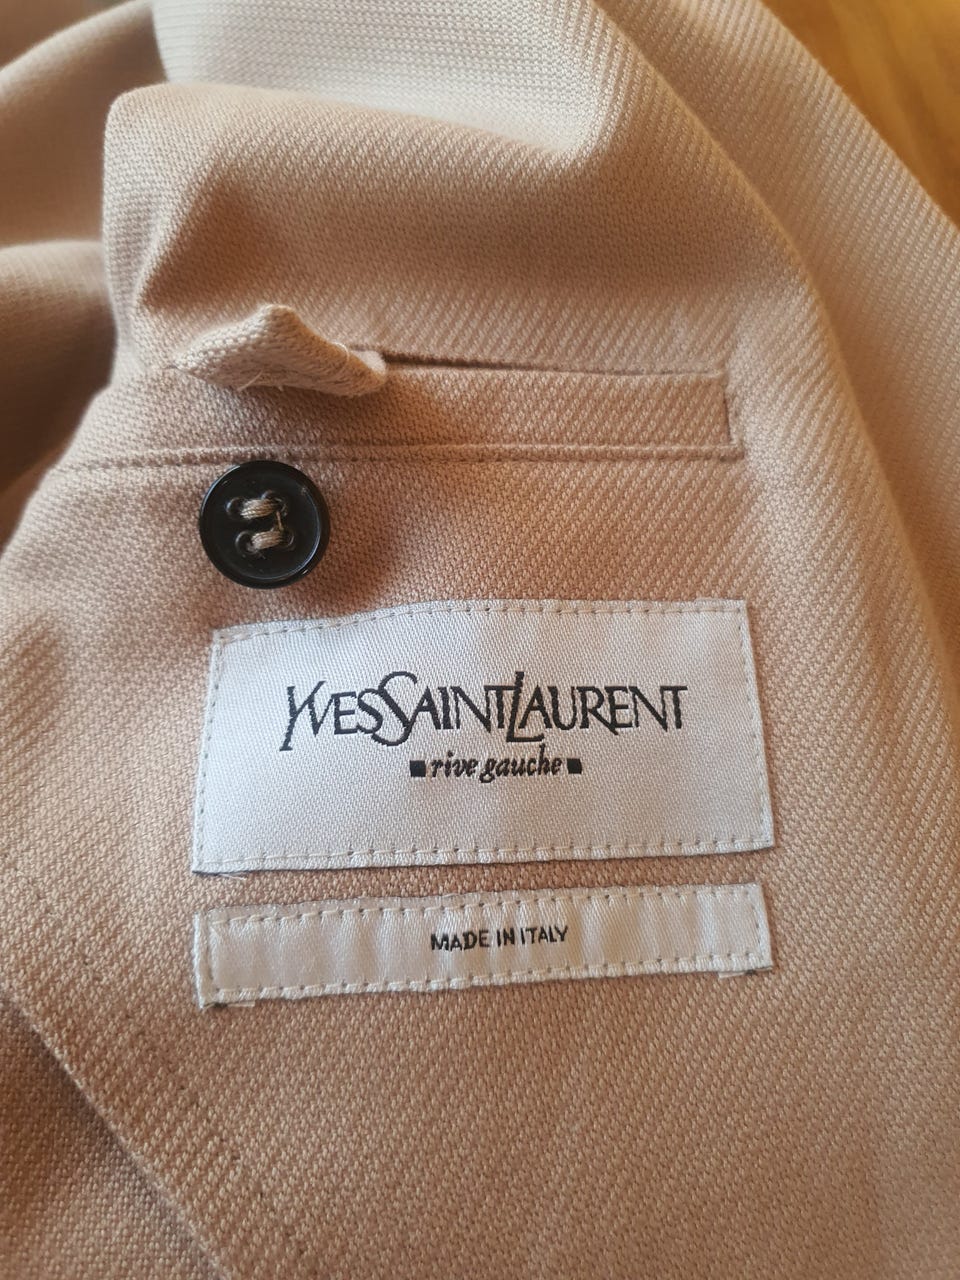 YVESSAINTLAURENT
rive gauche
MADE IN ITALY